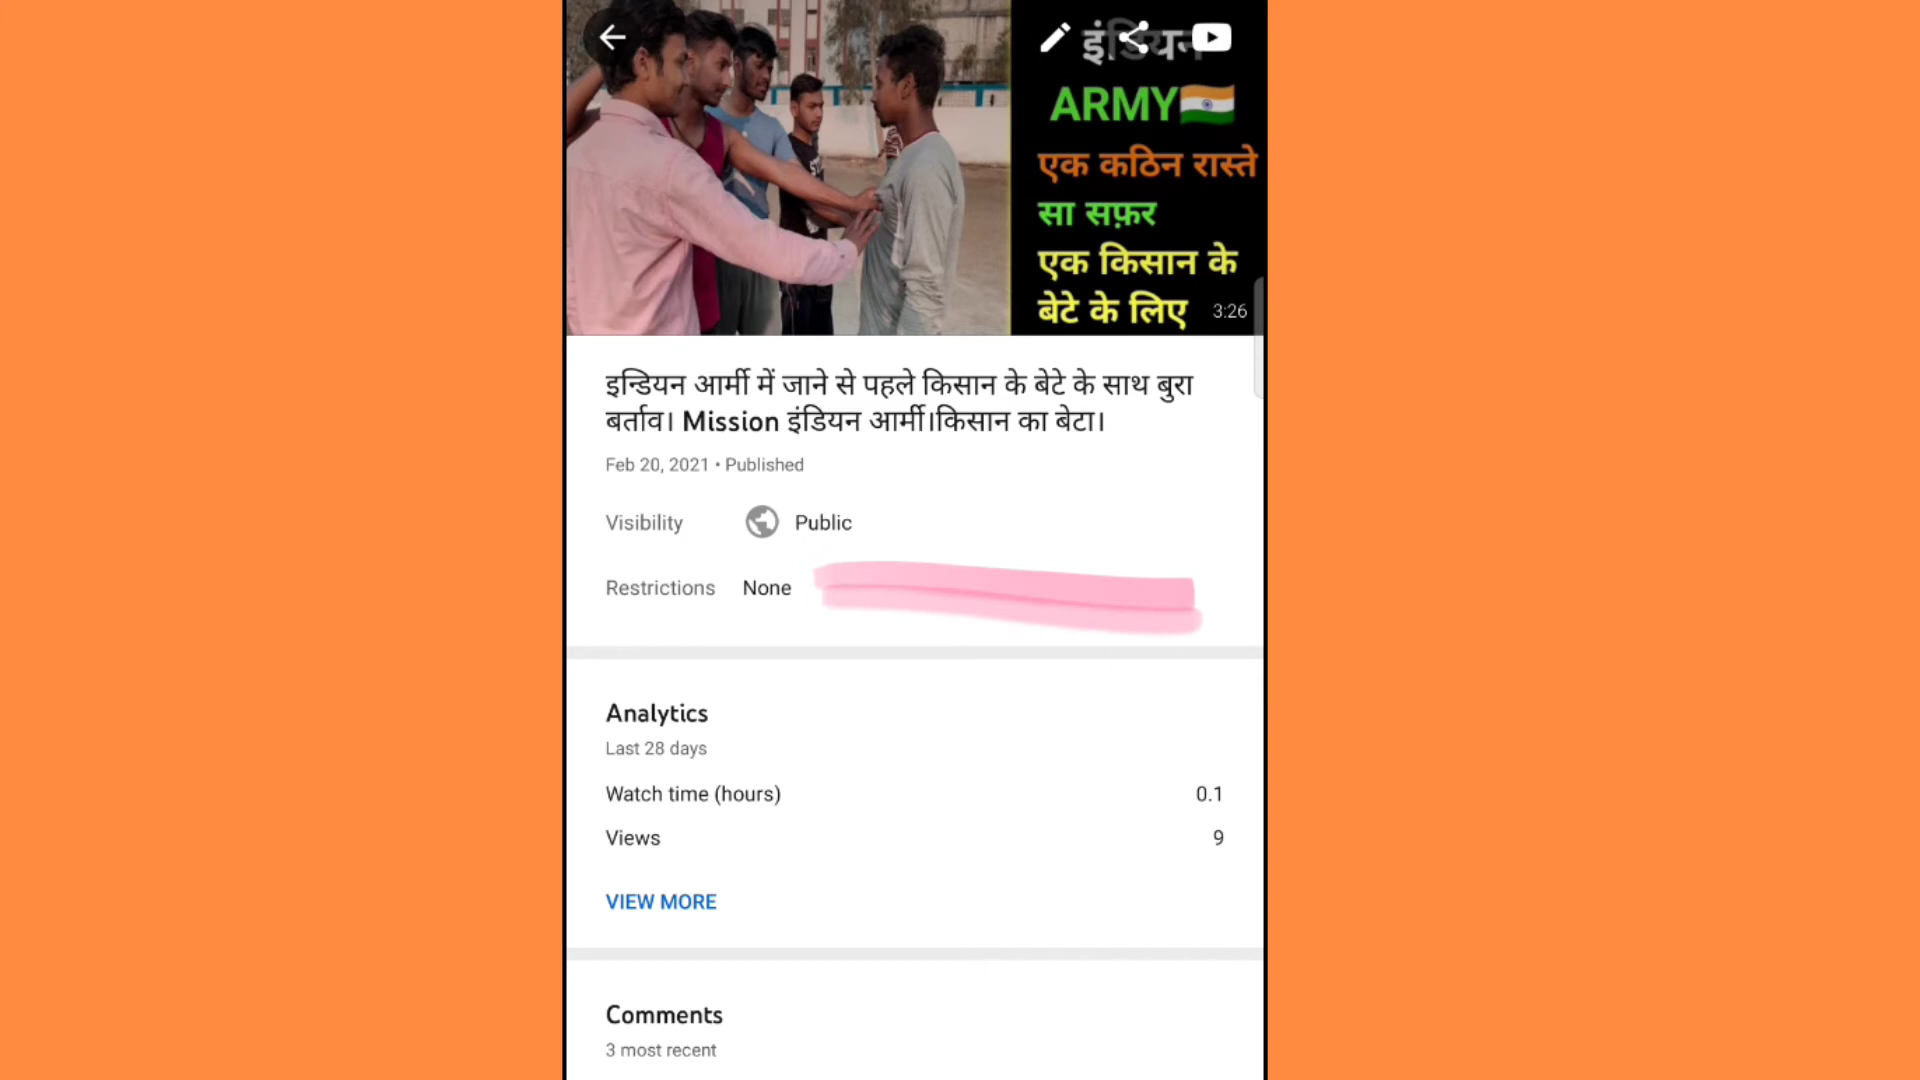 इंडियन
ARMY
एक कठिन रास्ते
सा सफ़र
एक किसान के
बेटे के लिए
3:26
इन्डियन आर्मी में जाने से पहले किसान के बेटे के साथ बुरा
बर्ताव। Mission इंडियन आर्मी।किसान का बेटा।
Feb 20, 2021 • Published
Visibility Public
Restrictions None
Analytics
Last 28 days
Watch time (hours) 0.1
Views 9
VIEW MORE
Comments
3 most recent